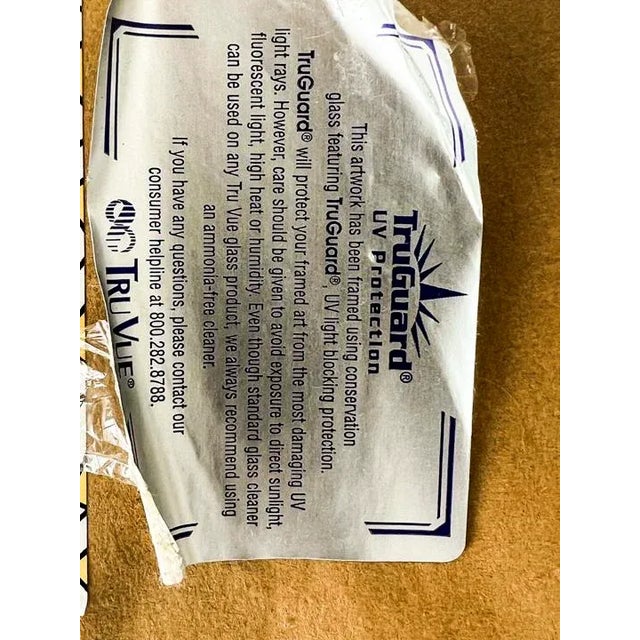 TruGuard®
UV Protection
This artwork has been framed using conservation
glass featuring TruGuard®, UV light blocking protection.
TruGuard® will protect your framed art from the most damaging UV
light rays. However, care should be given to avoid exposure to direct sunlight,
fluorescent light, high heat or humidity. Even though standard glass cleaner
can be used on any Tru Vue glass product, we always recommend using
an ammonia-free cleaner.
If you have any questions, please contact our
consumer helpline at 800.282.8788.
TRU VUE®